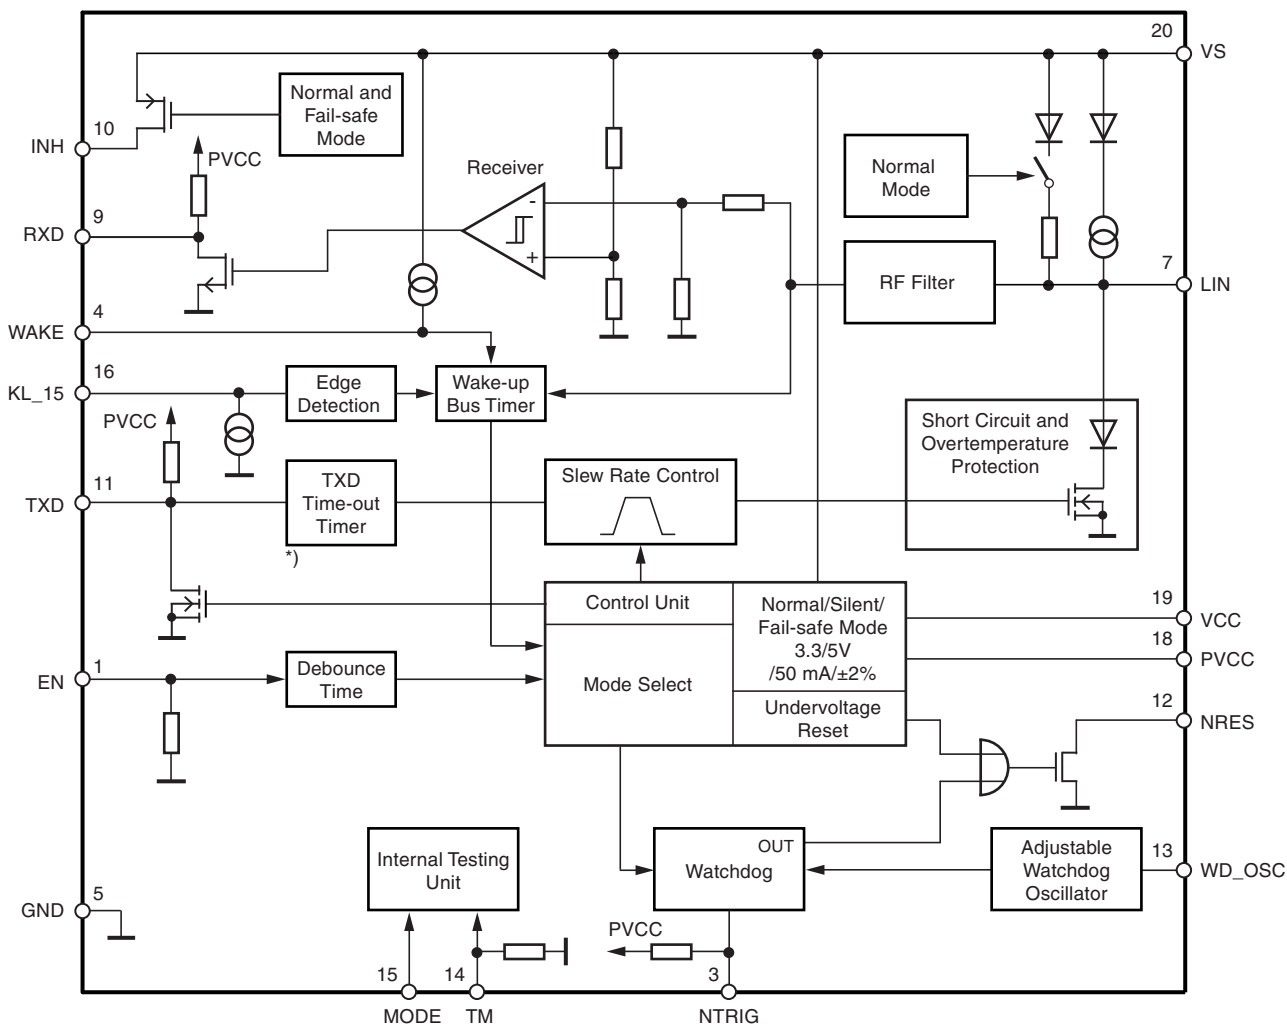 20
VS
Normal and
Fail-safe
Mode
10
INH
PVCC
Receiver
Normal
Mode
9
RXD
-
+
RF Filter
7
LIN
4
WAKE
16
KL_15
Edge
Detection
Wake-up
Bus Timer
PVCC
Short Circuit and
Overtemperature
Protection
11
TXD
TXD
Time-out
Timer
*)
Slew Rate Control
Control Unit
Mode Select
Normal/Silent/
Fail-safe Mode
3.3/5V
/50 mA/±2%
Undervoltage
Reset
19
VCC
18
PVCC
1
EN
Debounce
Time
12
NRES
Internal Testing
Unit
OUT
Watchdog
Adjustable
Watchdog
Oscillator
13
WD_OSC
5
GND
PVCC
15
14
3
MODE
TM
NTRIG